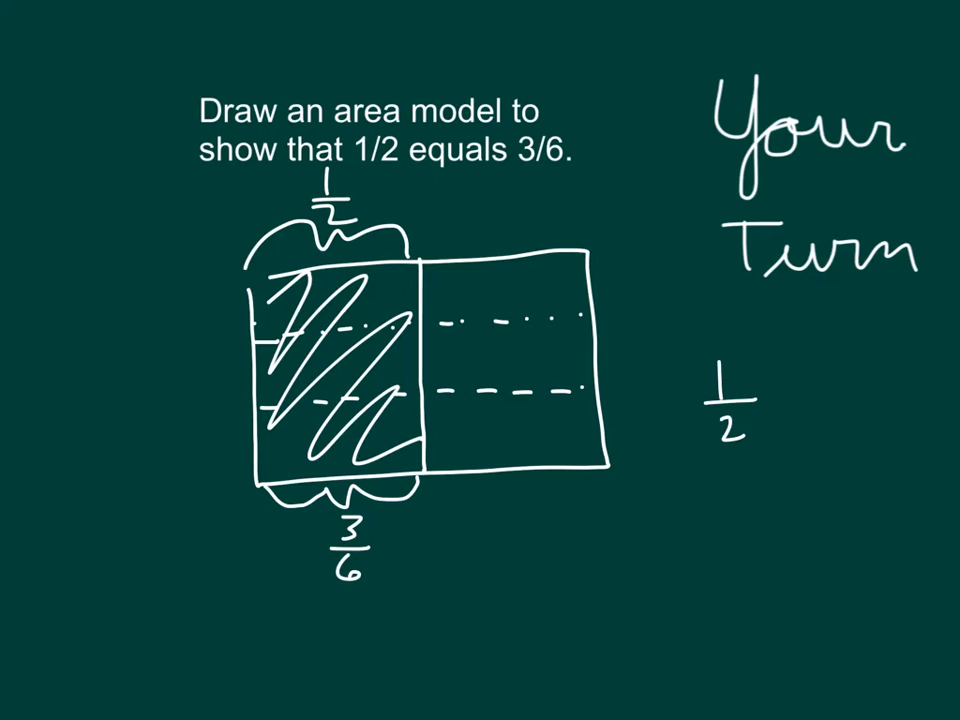 Draw an area model to
show that 1/2 equals 3/6.
Your
Turn
1/2
1/2
3/6